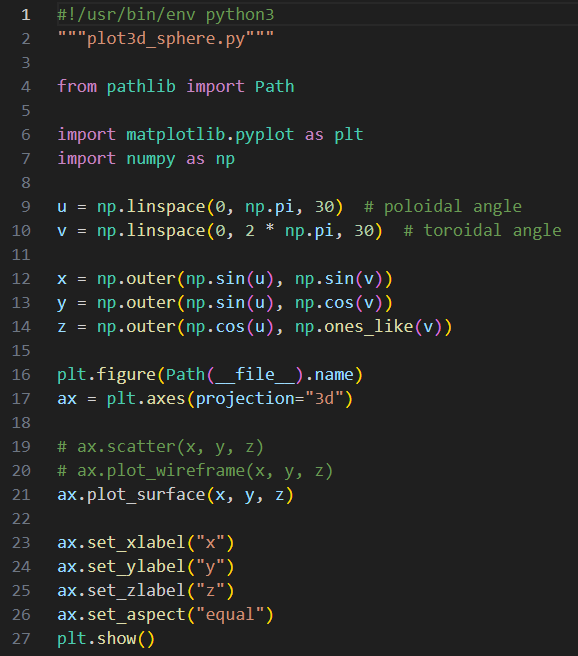 1 #!/usr/bin/env python3
2 """plot3d_sphere.py"""
3
4 from pathlib import Path
5
6 import matplotlib.pyplot as plt
7 import numpy as np
8
9 u = np.linspace(0, np.pi, 30)  # poloidal angle
10 v = np.linspace(0, 2 * np.pi, 30)  # toroidal angle
11
12 x = np.outer(np.sin(u), np.sin(v))
13 y = np.outer(np.sin(u), np.cos(v))
14 z = np.outer(np.cos(u), np.ones_like(v))
15
16 plt.figure(Path(__file__).name)
17 ax = plt.axes(projection="3d")
18
19 # ax.scatter(x, y, z)
20 # ax.plot_wireframe(x, y, z)
21 ax.plot_surface(x, y, z)
22
23 ax.set_xlabel("x")
24 ax.set_ylabel("y")
25 ax.set_zlabel("z")
26 ax.set_aspect("equal")
27 plt.show()